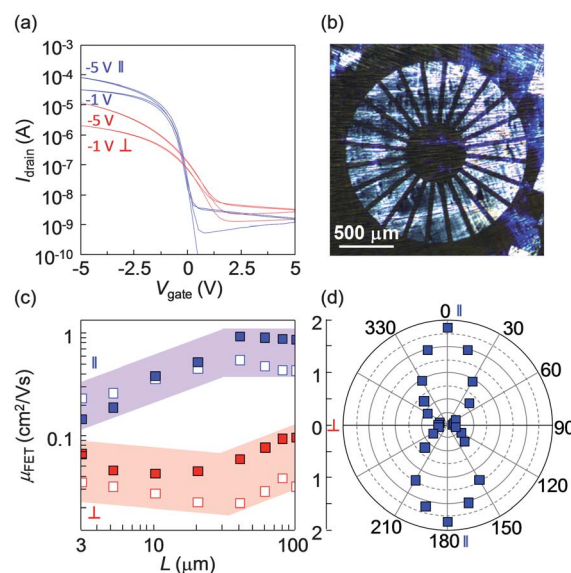 (a)
10⁻³
10⁻⁴
10⁻⁵
10⁻⁶
10⁻⁷
10⁻⁸
10⁻⁹
10⁻¹⁰
I_drain (A)
-5 V ∥
-1 V
-5 V
-1 V ⊥
-5 -2.5 0 2.5 5
V_gate (V)
(b)
500 μm
(c)
1
0.1
μ_FET (cm²/Vs)
∥
⊥
3 10 100
L (μm)
(d)
2
1
0
1
2
⊥
0 ∥
30
60
90
120
150
180 ∥
210
330